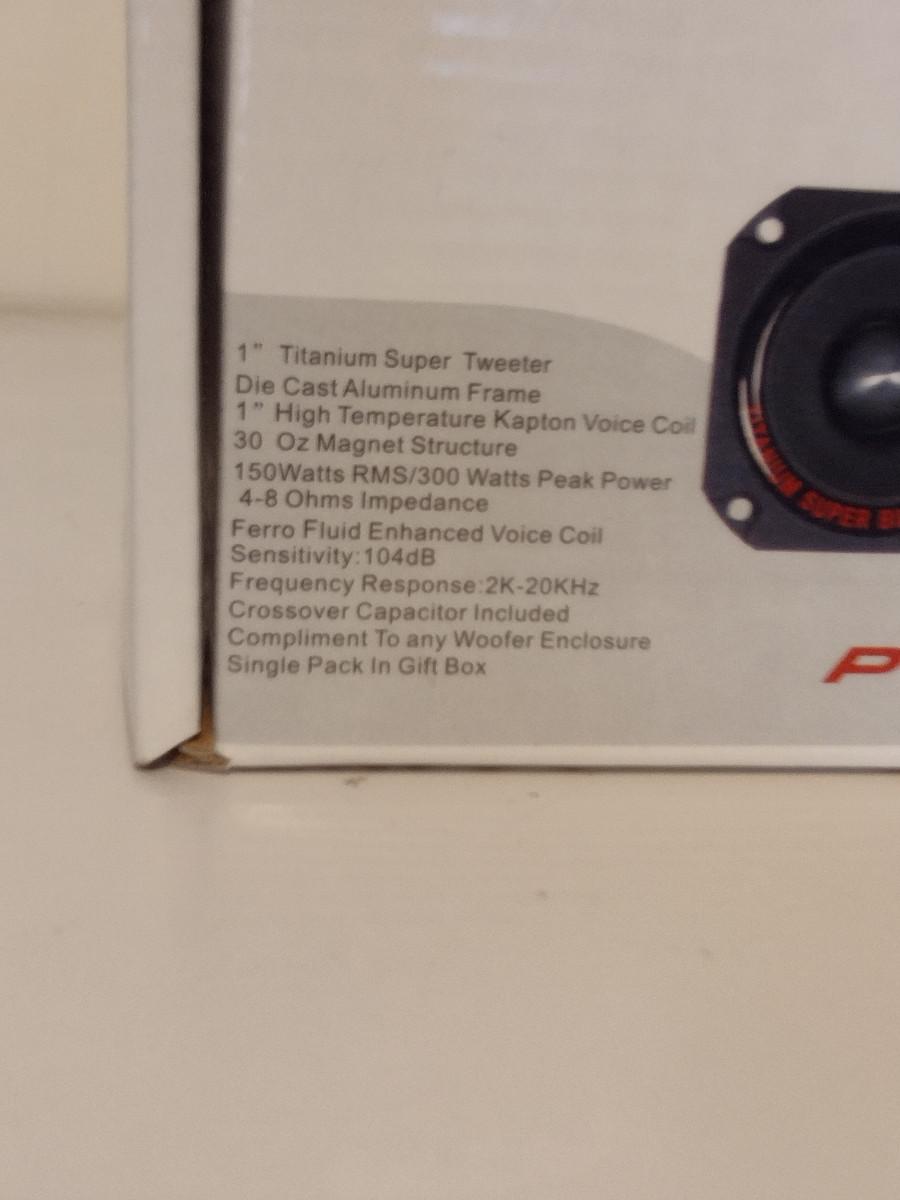 1" Titanium Super Tweeter
Die Cast Aluminum Frame
1" High Temperature Kapton Voice Coil
30 Oz Magnet Structure
150Watts RMS/300 Watts Peak Power
4-8 Ohms Impedance
Ferro Fluid Enhanced Voice Coil
Sensitivity:104dB
Frequency Response:2K-20KHz
Crossover Capacitor Included
Compliment To any Woofer Enclosure
Single Pack In Gift Box
TITANIUM SUPER
P